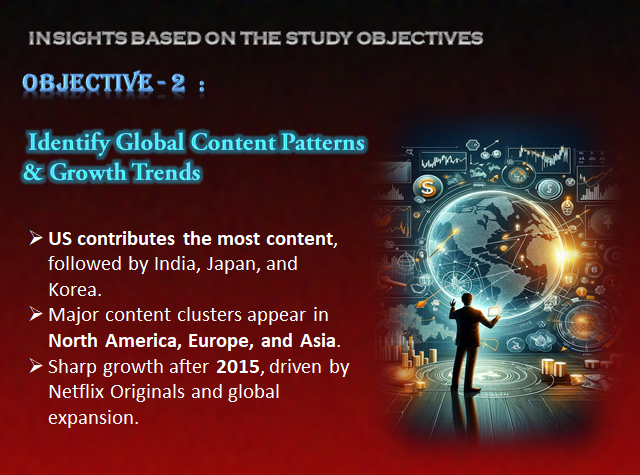 INSIGHTS BASED ON THE STUDY OBJECTIVES
OBJECTIVE - 2 :
Identify Global Content Patterns
& Growth Trends
➢ US contributes the most content,
followed by India, Japan, and
Korea.
➢ Major content clusters appear in
North America, Europe, and Asia.
➢ Sharp growth after 2015, driven by
Netflix Originals and global
expansion.